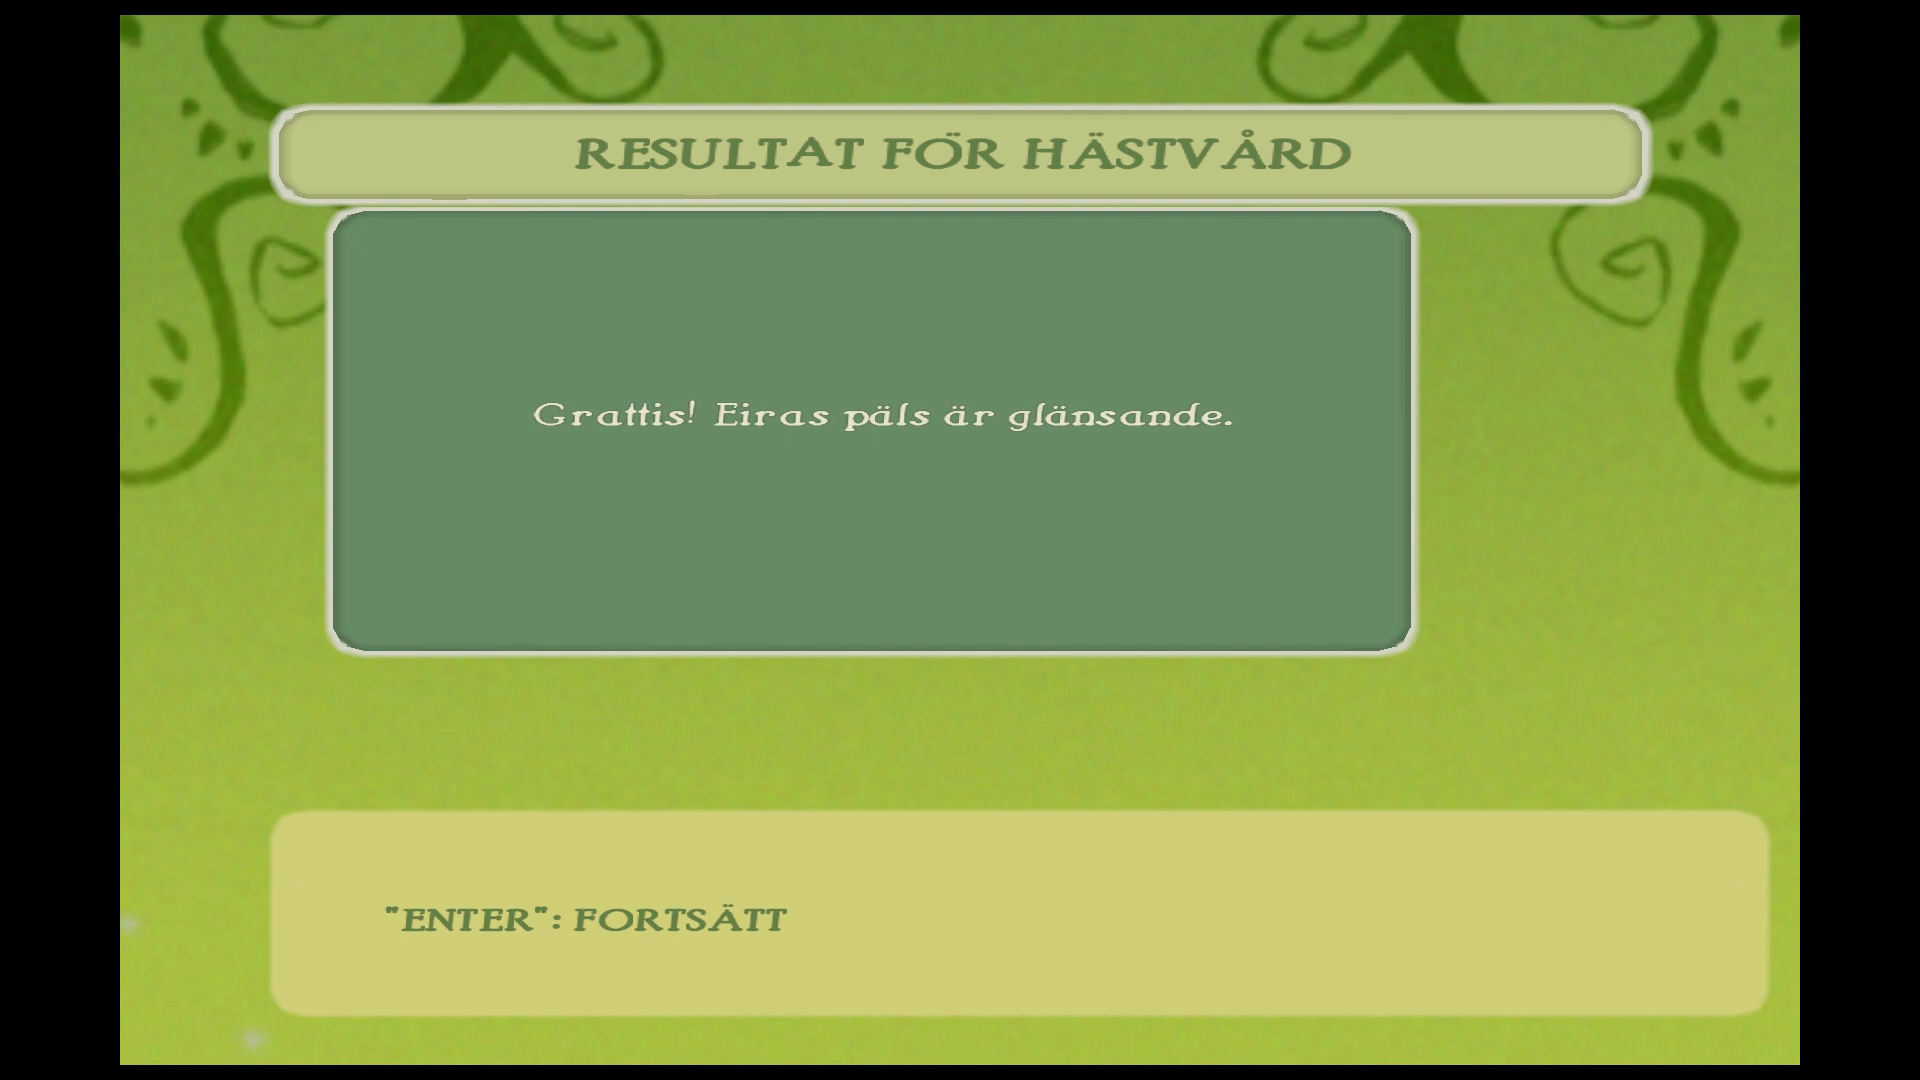 RESULTAT FÖR HÄSTVÅRD
Grattis! Eiras päls är glänsande.
"ENTER": FORTSÄTT